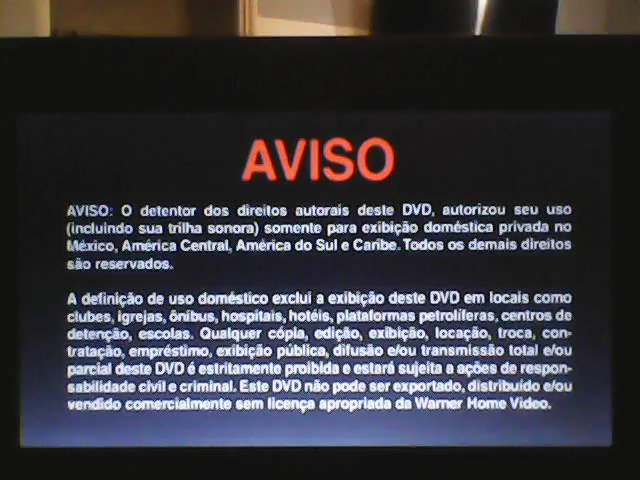 AVISO
AVISO: O detentor dos direitos autorais deste DVD, autorizou seu uso
(incluindo sua trilha sonora) somente para exibição doméstica privada no
México, América Central, América do Sul e Caribe. Todos os demais direitos
são reservados.
A definição de uso doméstico exclui a exibição deste DVD em locais como
clubes, igrejas, ônibus, hospitais, hotéis, plataformas petrolíferas, centros de
detenção, escolas. Qualquer cópia, edição, exibição, locação, troca, con-
tratação, empréstimo, exibição pública, difusão e/ou transmissão total e/ou
parcial deste DVD é estritamente proibida e estará sujeita a ações de respon-
sabilidade civil e criminal. Este DVD não pode ser exportado, distribuído e/ou
vendido comercialmente sem licença apropriada da Warner Home Video.